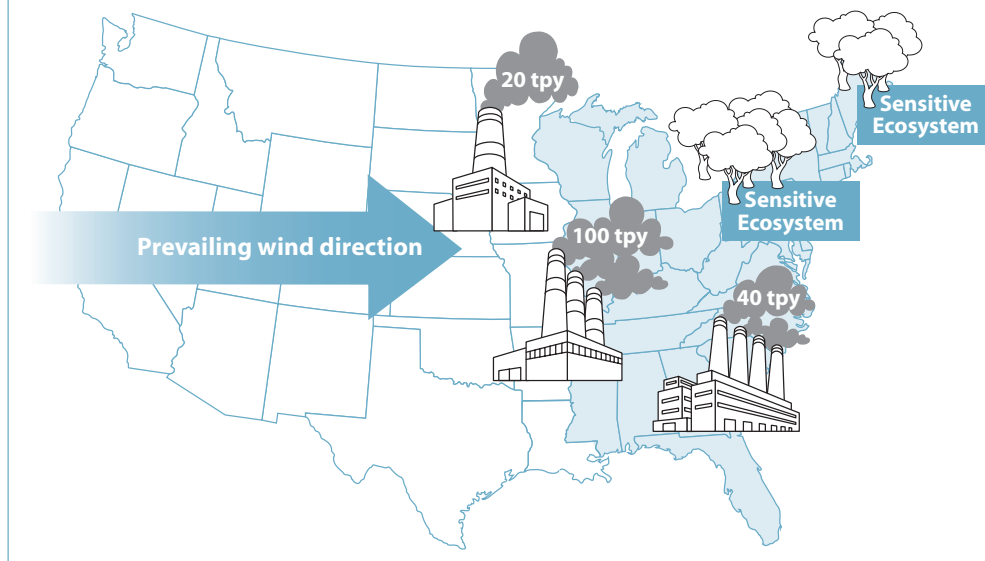 20 tpy
Sensitive
Ecosystem
Sensitive
Ecosystem
Prevailing wind direction
100 tpy
40 tpy